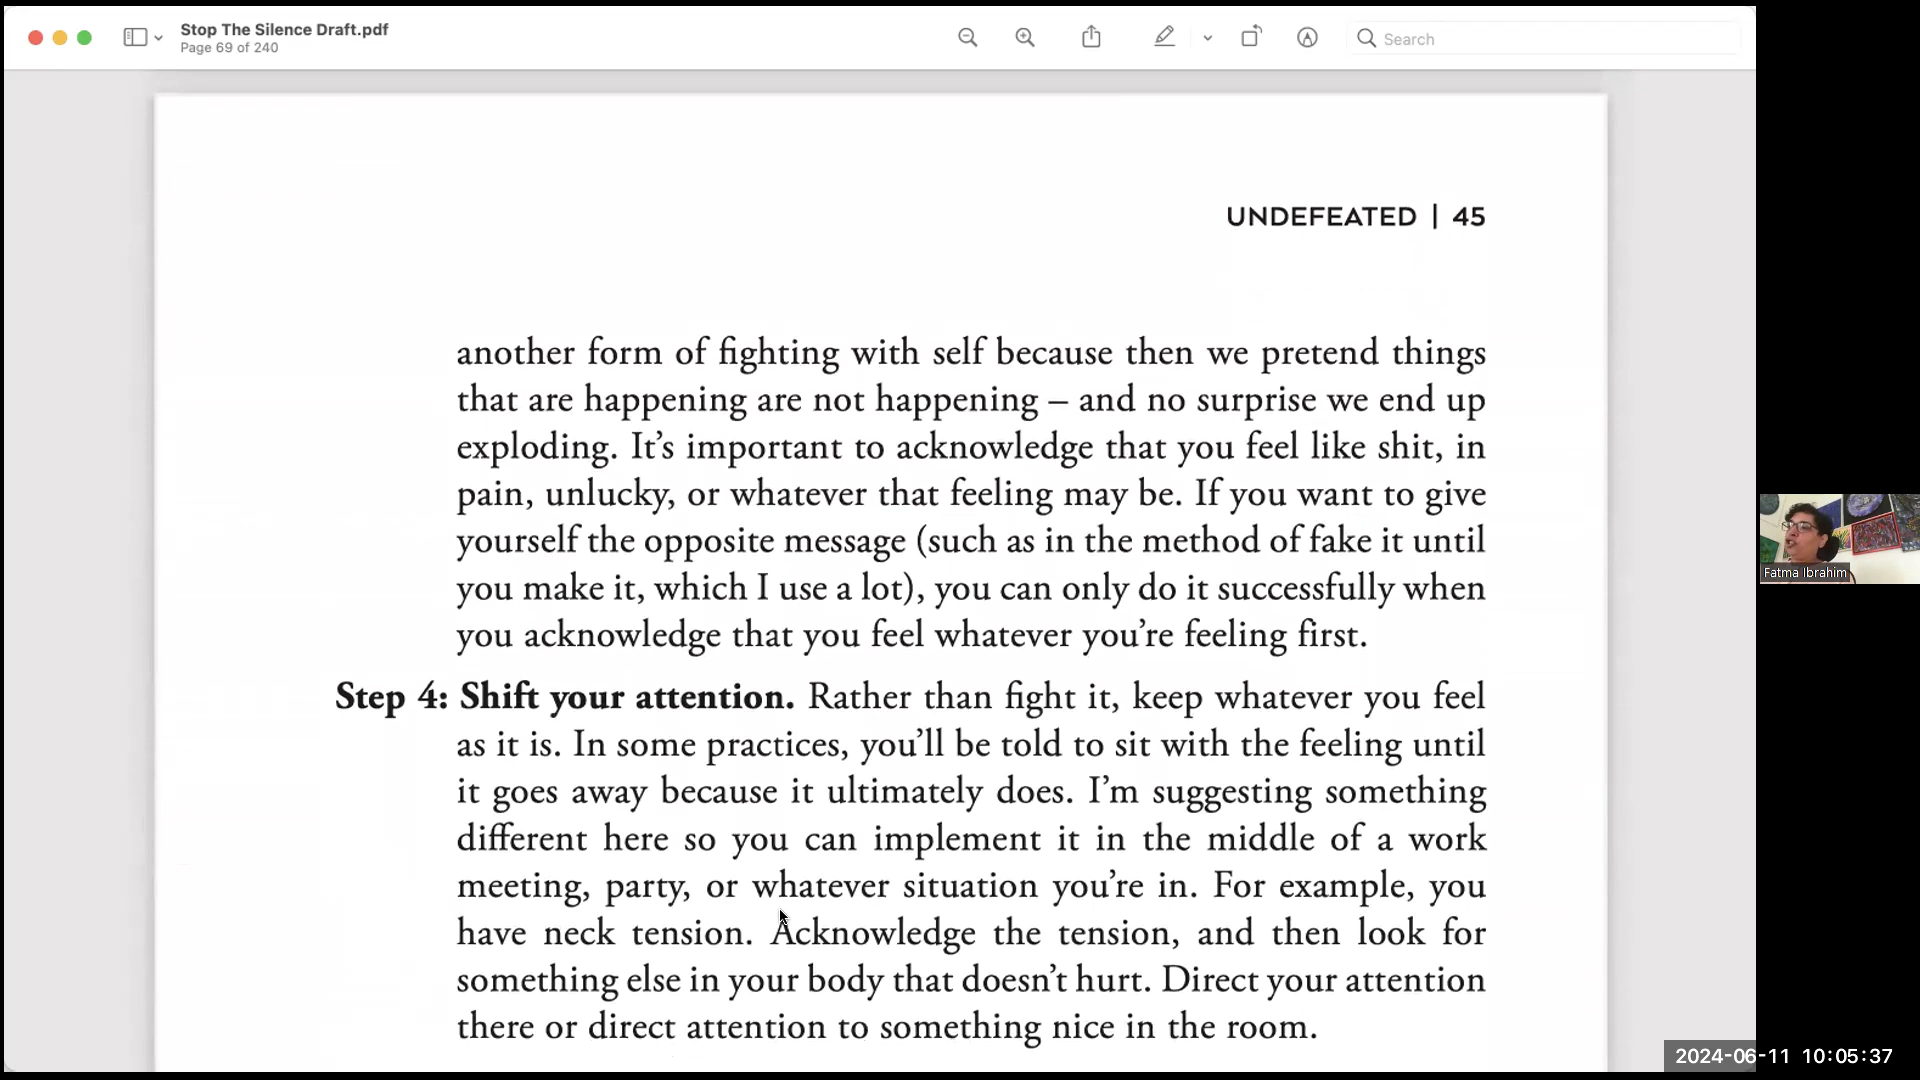 Stop The Silence Draft.pdf
Page 69 of 240
Search
UNDEFEATED | 45
another form of fighting with self because then we pretend things
that are happening are not happening – and no surprise we end up
exploding. It’s important to acknowledge that you feel like shit, in
pain, unlucky, or whatever that feeling may be. If you want to give
yourself the opposite message (such as in the method of fake it until
you make it, which I use a lot), you can only do it successfully when
you acknowledge that you feel whatever you’re feeling first.
Step 4: Shift your attention. Rather than fight it, keep whatever you feel
as it is. In some practices, you’ll be told to sit with the feeling until
it goes away because it ultimately does. I’m suggesting something
different here so you can implement it in the middle of a work
meeting, party, or whatever situation you’re in. For example, you
have neck tension. Acknowledge the tension, and then look for
something else in your body that doesn’t hurt. Direct your attention
there or direct attention to something nice in the room.
Fatma Ibrahim
2024-06-11 10:05:37